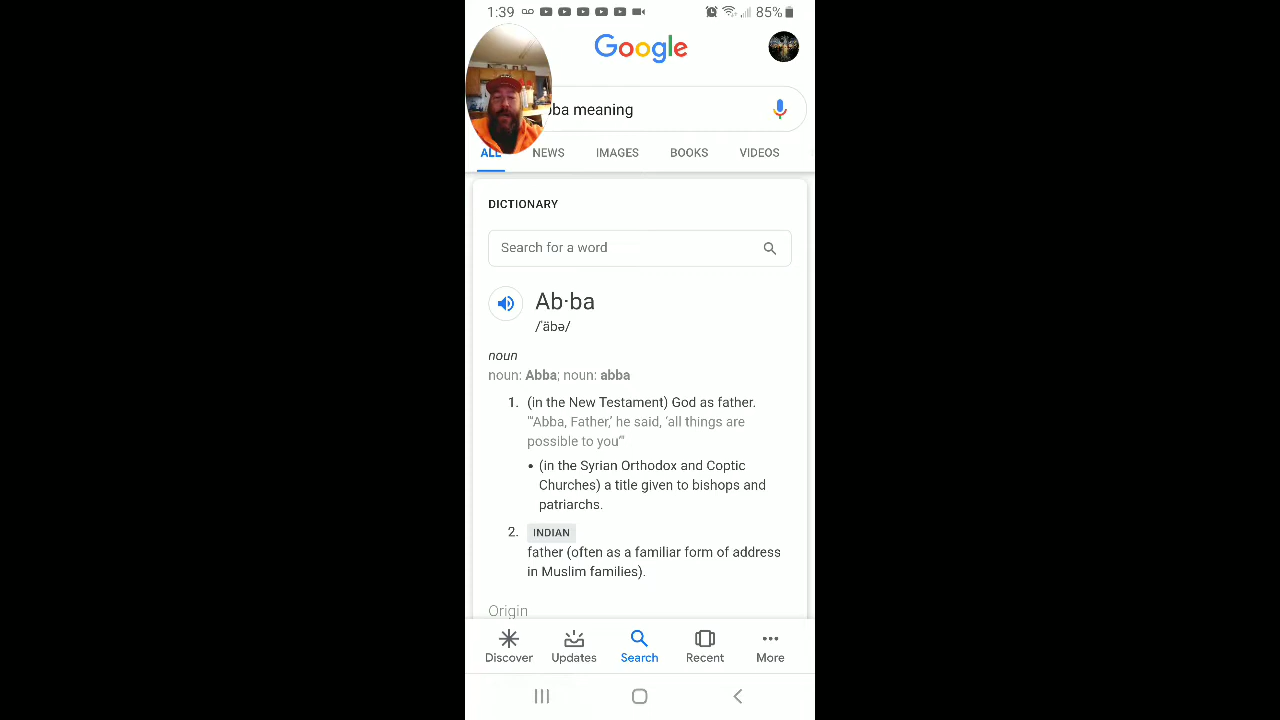 1:39 85%
Google
ba meaning
ALL NEWS IMAGES BOOKS VIDEOS
DICTIONARY
Search for a word
Ab·ba
/ˈäbə/
noun
noun: Abba; noun: abba
1. (in the New Testament) God as father.
"'Abba, Father,' he said, 'all things are
possible to you'"
• (in the Syrian Orthodox and Coptic
Churches) a title given to bishops and
patriarchs.
2. INDIAN
father (often as a familiar form of address
in Muslim families).
Origin
Discover Updates Search Recent More